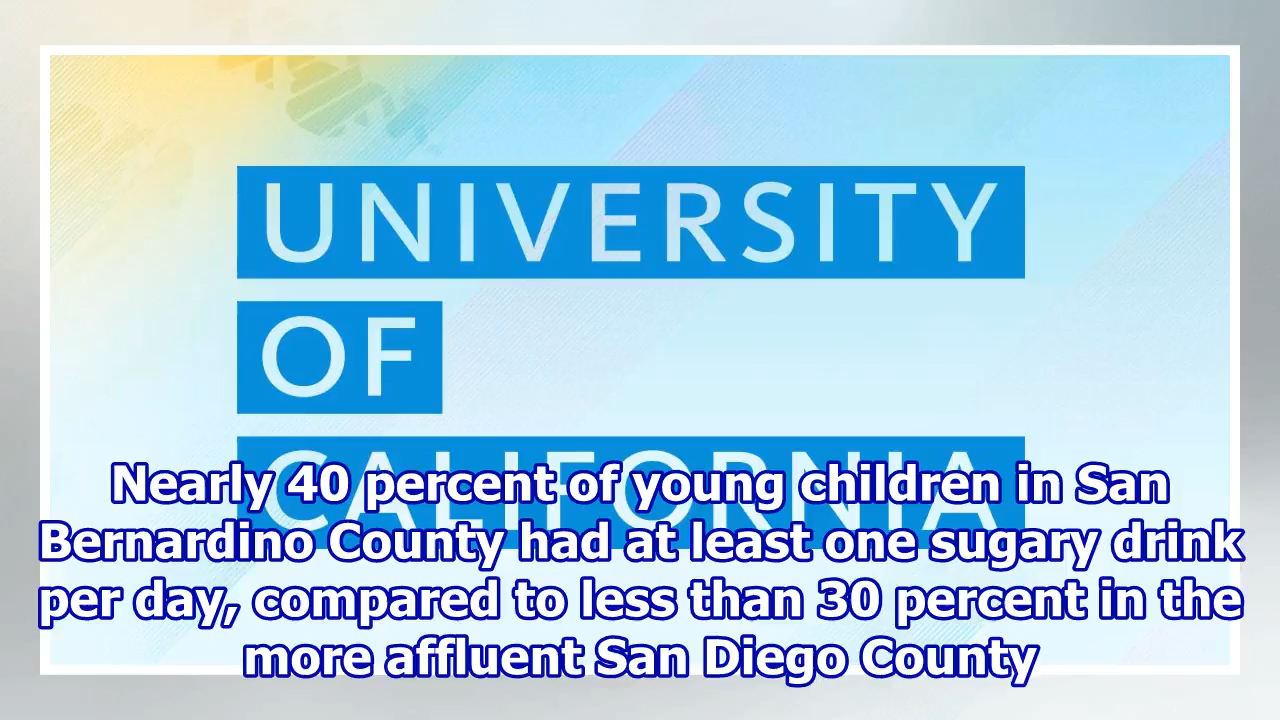 UNIVERSITY
OF
CALIFORNIA
Nearly 40 percent of young children in San
Bernardino County had at least one sugary drink
per day, compared to less than 30 percent in the
more affluent San Diego County